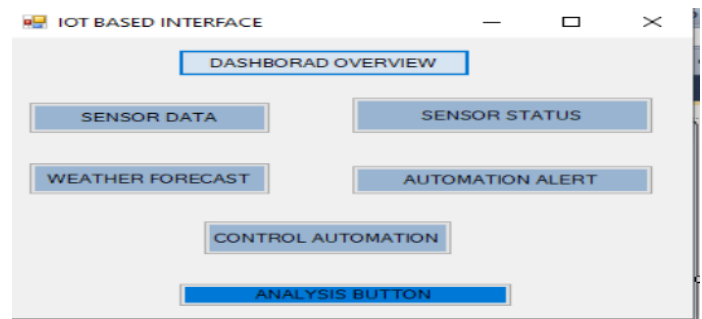 IOT BASED INTERFACE
DASHBORAD OVERVIEW
SENSOR DATA
SENSOR STATUS
WEATHER FORECAST
AUTOMATION ALERT
CONTROL AUTOMATION
ANALYSIS BUTTON